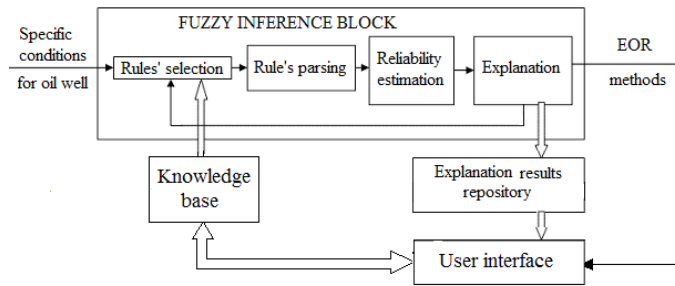 FUZZY INFERENCE BLOCK
Specific
conditions
for oil well
Rules' selection
Rule's parsing
Reliability
estimation
Explanation
EOR
methods
Knowledge
base
Explanation results
repository
User interface